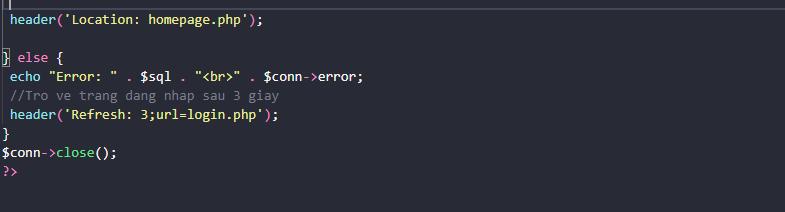 header('Location: homepage.php');
} else {
echo "Error: " . $sql . "<br>" . $conn->error;
//Tro ve trang dang nhap sau 3 giay
header('Refresh: 3;url=login.php');
}
$conn->close();
?>